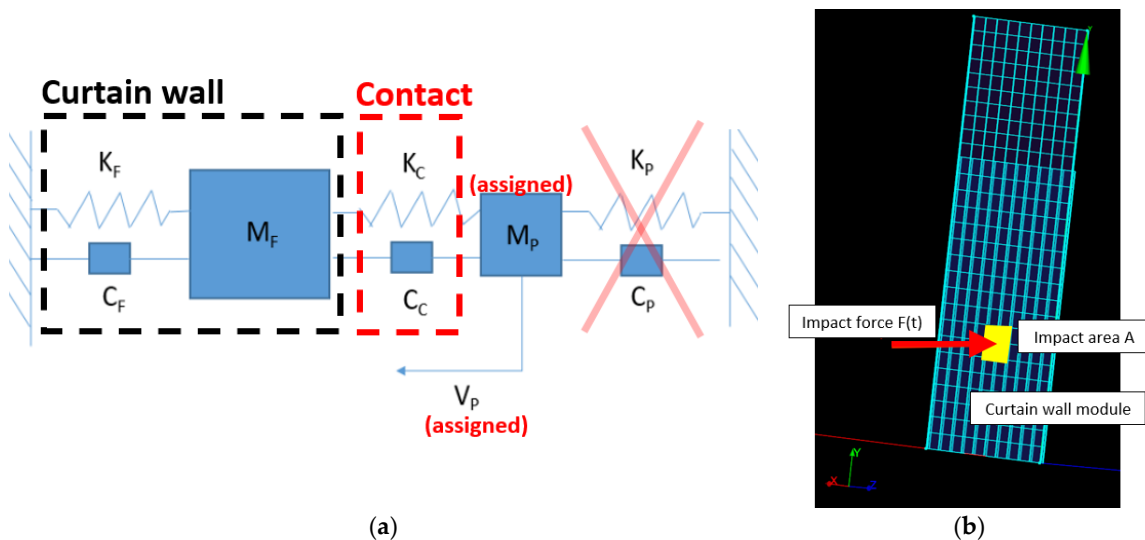 Curtain wall
Contact
K_F
K_C
K_P
(assigned)
M_F
M_P
C_F
C_C
C_P
V_P
(assigned)
(a)
Impact force F(t)
Impact area A
Curtain wall module
Y
X
Z
(b)